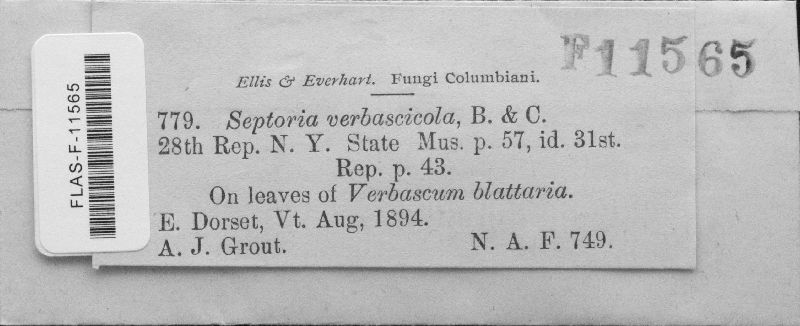 F11565
FLAS-F-11565
Ellis & Everhart. Fungi Columbiani.
779. Septoria verbascicola, B. & C.
28th Rep. N. Y. State Mus. p. 57, id. 31st.
Rep. p. 43.
On leaves of Verbascum blattaria.
E. Dorset, Vt. Aug, 1894.
A. J. Grout. N. A. F. 749.